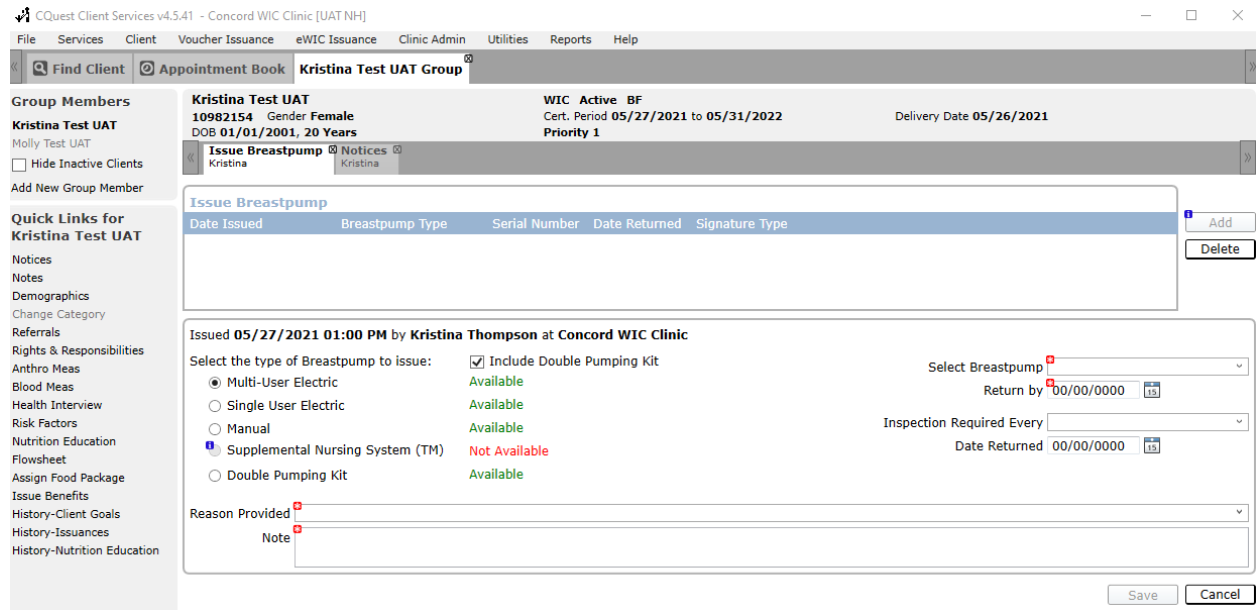 CQuest Client Services v4.5.41 - Concord WIC Clinic [UAT NH]
File Services Client Voucher Issuance eWIC Issuance Clinic Admin Utilities Reports Help
Find Client Appointment Book Kristina Test UAT Group
Group Members
Kristina Test UAT
Molly Test UAT
Hide Inactive Clients
Add New Group Member
Quick Links for
Kristina Test UAT
Notices
Notes
Demographics
Change Category
Referrals
Rights & Responsibilities
Anthro Meas
Blood Meas
Health Interview
Risk Factors
Nutrition Education
Flowsheet
Assign Food Package
Issue Benefits
History-Client Goals
History-Issuances
History-Nutrition Education
Kristina Test UAT WIC Active BF
10982154 Gender Female Cert. Period 05/27/2021 to 05/31/2022 Delivery Date 05/26/2021
DOB 01/01/2001, 20 Years Priority 1
Issue Breastpump Notices
Kristina Kristina
Issue Breastpump
Date Issued Breastpump Type Serial Number Date Returned Signature Type
Add
Delete
Issued 05/27/2021 01:00 PM by Kristina Thompson at Concord WIC Clinic
Select the type of Breastpump to issue: Include Double Pumping Kit
Multi-User Electric Available
Single User Electric Available
Manual Available
Supplemental Nursing System (TM) Not Available
Double Pumping Kit Available
Select Breastpump
Return by 00/00/0000 15
Inspection Required Every
Date Returned 00/00/0000 15
Reason Provided
Note
Save Cancel